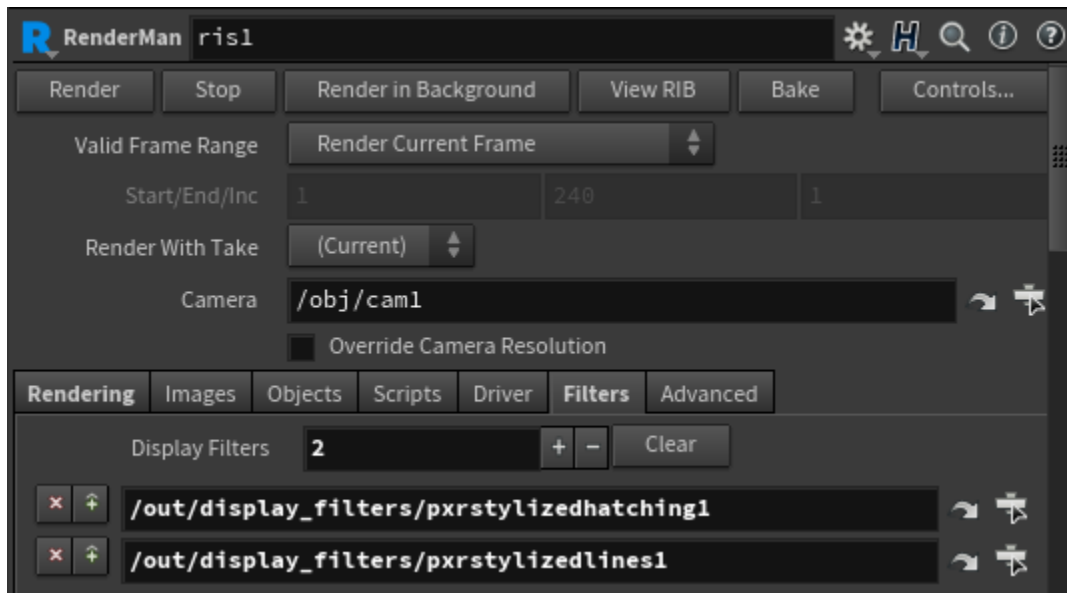 RenderMan ris1
Render Stop Render in Background View RIB Bake Controls...
Valid Frame Range Render Current Frame
Start/End/Inc 1 240 1
Render With Take (Current)
Camera /obj/cam1
Override Camera Resolution
Rendering Images Objects Scripts Driver Filters Advanced
Display Filters 2 + − Clear
/out/display_filters/pxrstylizedhatching1
/out/display_filters/pxrstylizedlines1